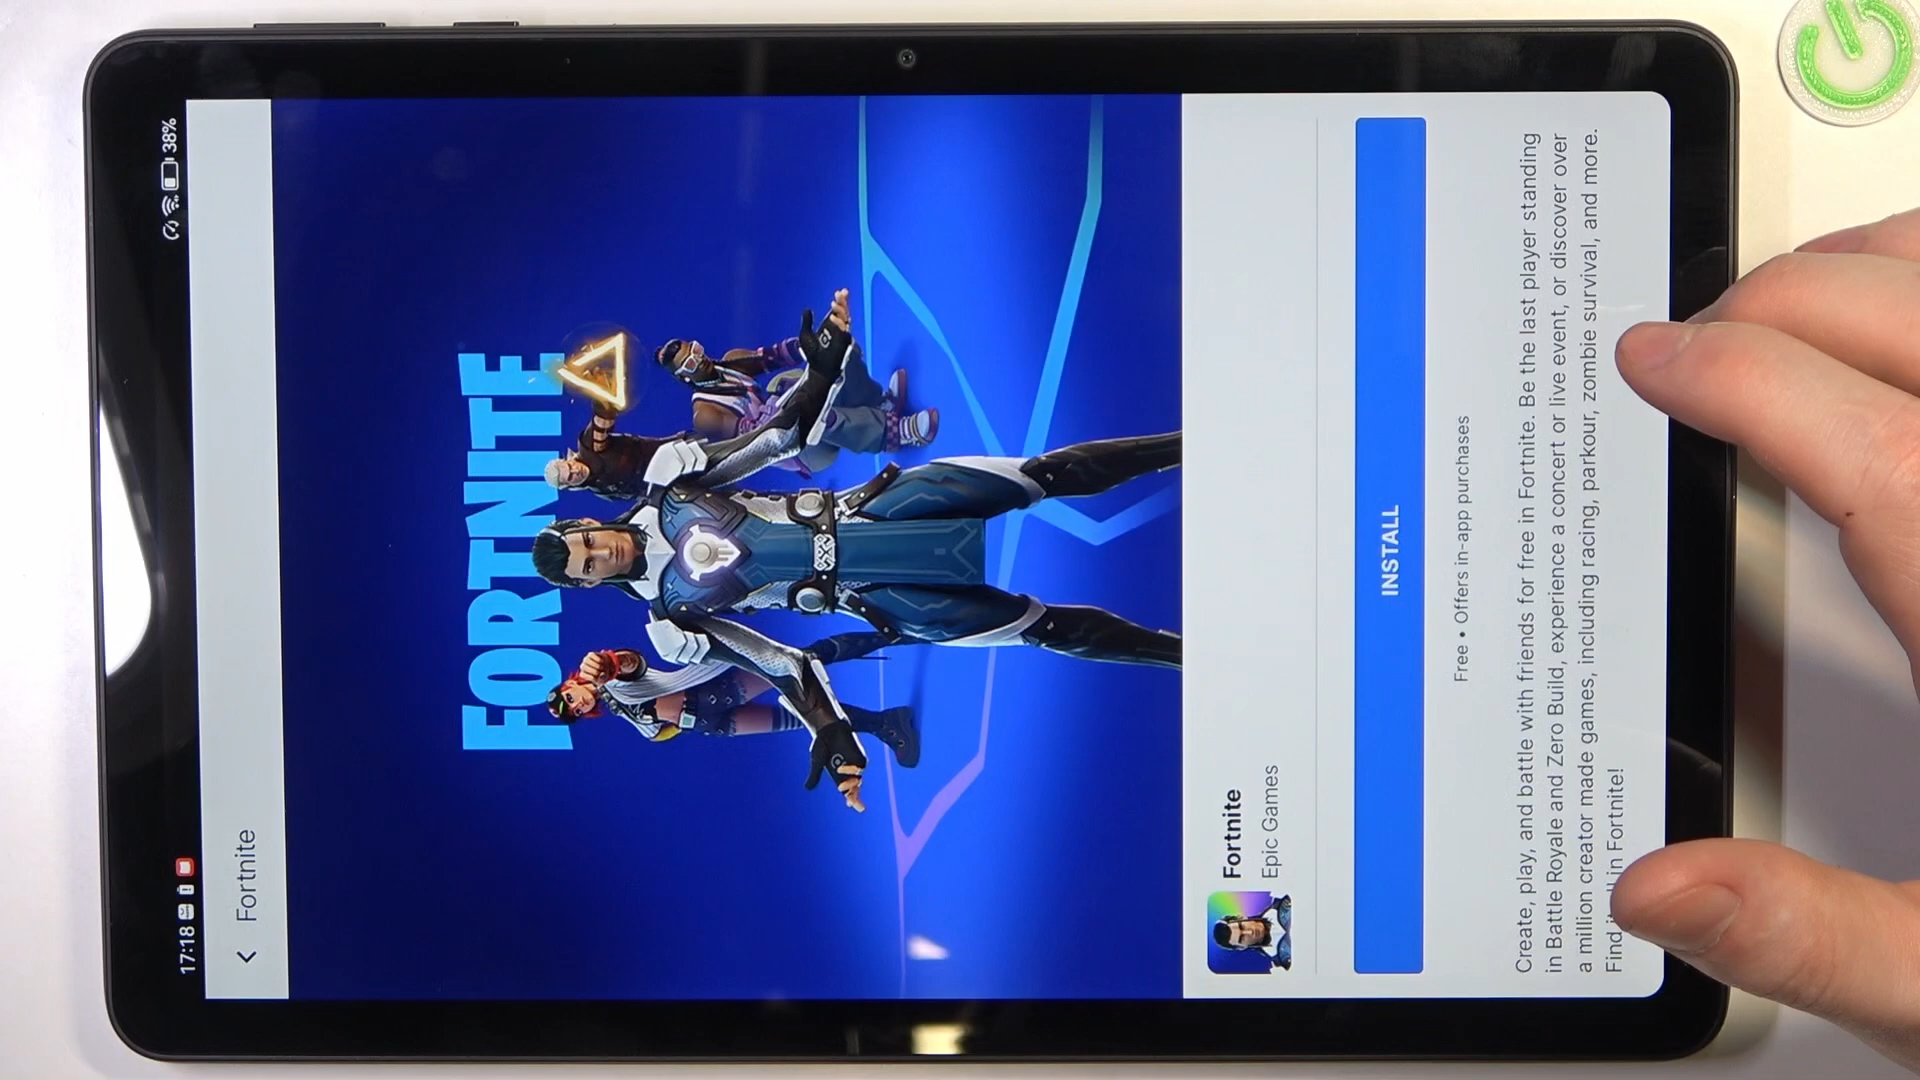 17:18
38%
Fortnite
FORTNITE
Fortnite
Epic Games
INSTALL
Free • Offers in-app purchases
Create, play, and battle with friends for free in Fortnite. Be the last player standing
in Battle Royale and Zero Build, experience a concert or live event, or discover over
a million creator made games, including racing, parkour, zombie survival, and more.
Find in Fortnite!